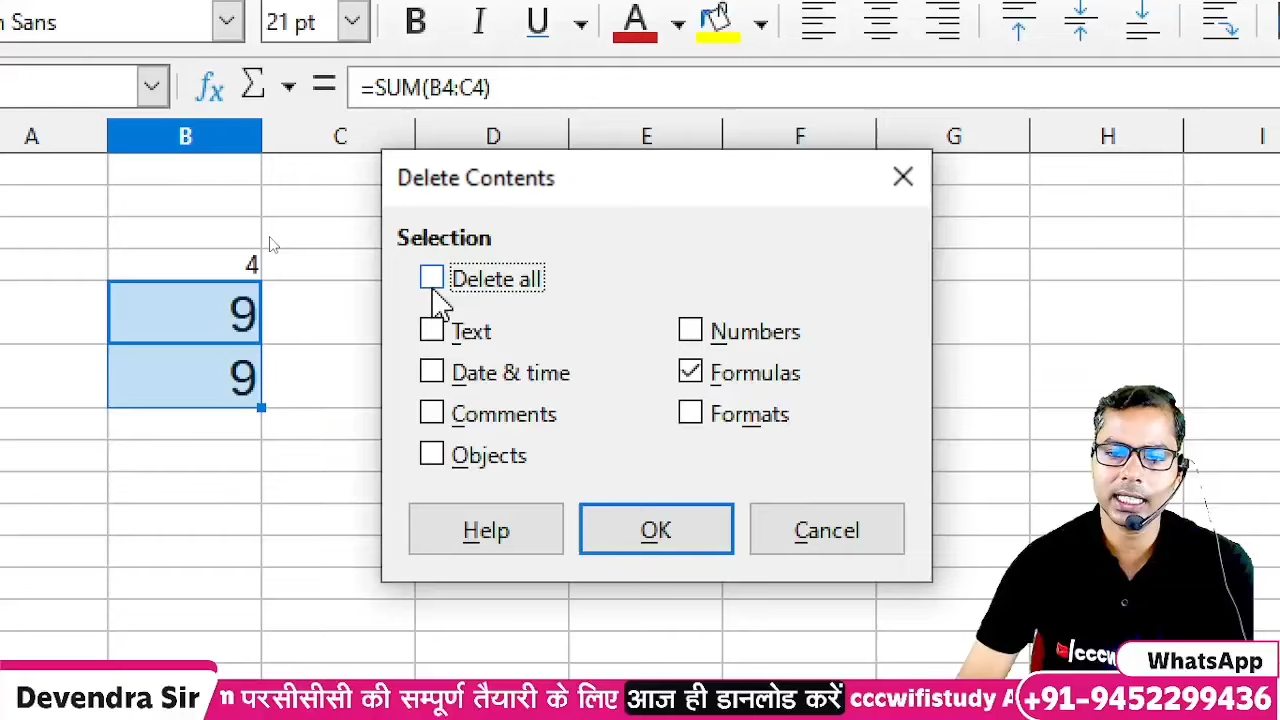 n Sans
21 pt
B I U A
fx Σ = =SUM(B4:C4)
A B C D E F G H I
Delete Contents
Selection
4
Delete all
9
Text
Numbers
Date & time
Formulas
9
Comments
Formats
Objects
Help
OK
Cancel
/cccw
WhatsApp
Devendra Sir
n परसीसीसी की सम्पूर्ण तैयारी के लिए आज ही डानलोड करें cccwifistudy A
+91-9452299436